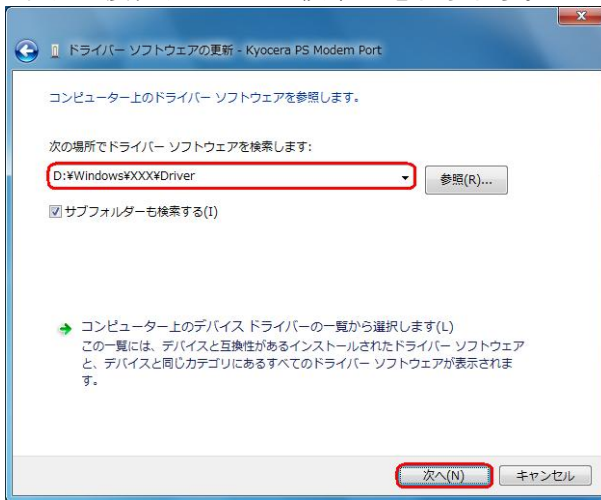 ドライバー ソフトウェアの更新 - Kyocera PS Modem Port
コンピューター上のドライバー ソフトウェアを参照します。
次の場所でドライバー ソフトウェアを検索します:
D:¥Windows¥XXX¥Driver
参照(R)...
サブフォルダーも検索する(I)
コンピューター上のデバイス ドライバーの一覧から選択します(L)
この一覧には、デバイスと互換性があるインストールされたドライバー ソフトウェア
と、デバイスと同じカテゴリにあるすべてのドライバー ソフトウェアが表示されま
す。
次へ(N)
キャンセル